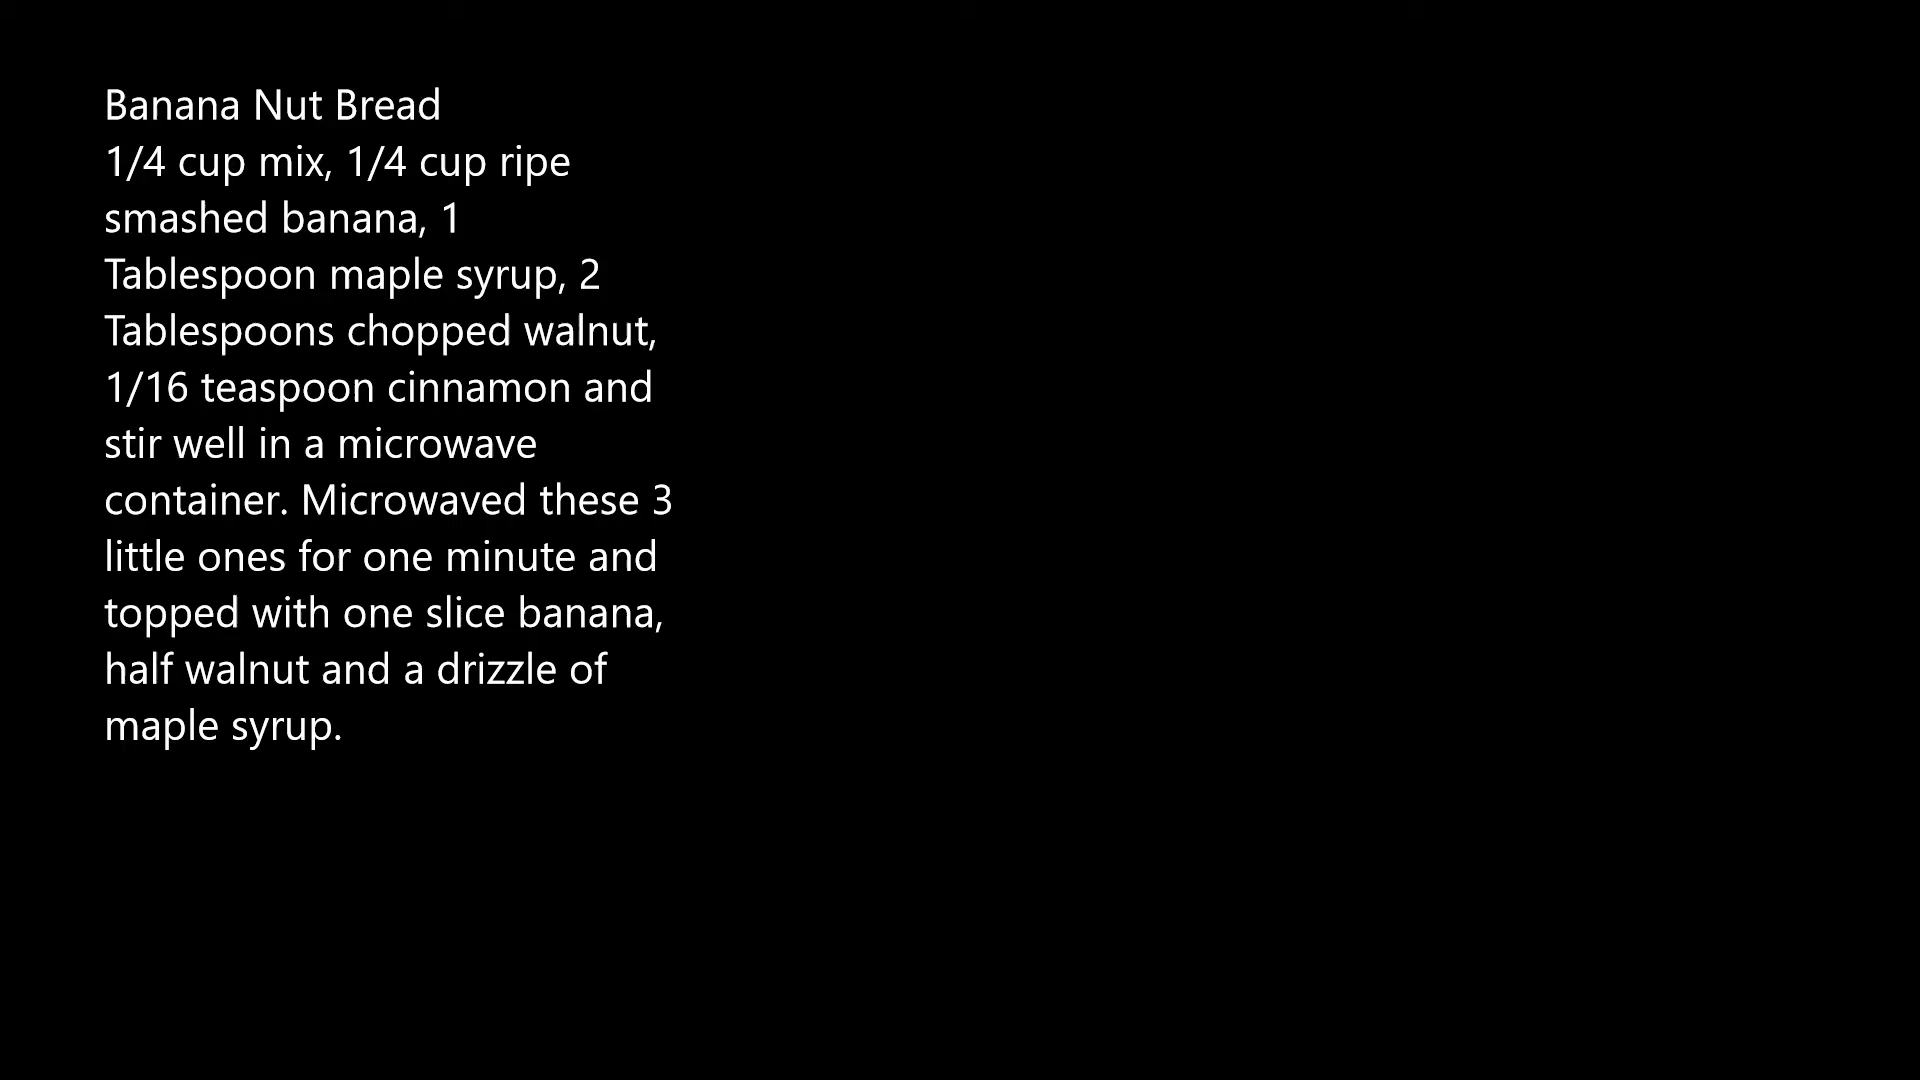 Banana Nut Bread
1/4 cup mix, 1/4 cup ripe
smashed banana, 1
Tablespoon maple syrup, 2
Tablespoons chopped walnut,
1/16 teaspoon cinnamon and
stir well in a microwave
container. Microwaved these 3
little ones for one minute and
topped with one slice banana,
half walnut and a drizzle of
maple syrup.